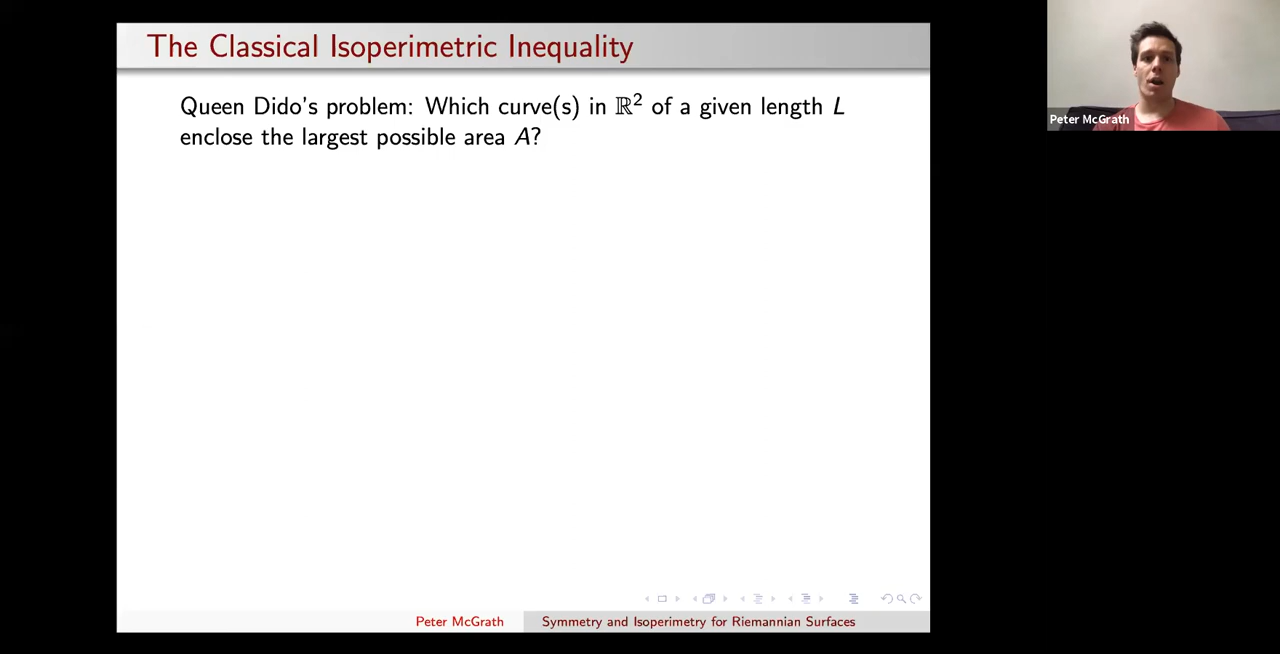 The Classical Isoperimetric Inequality
Queen Dido's problem: Which curve(s) in ℝ² of a given length L
enclose the largest possible area A?
Peter McGrath
Peter McGrath
Symmetry and Isoperimetry for Riemannian Surfaces